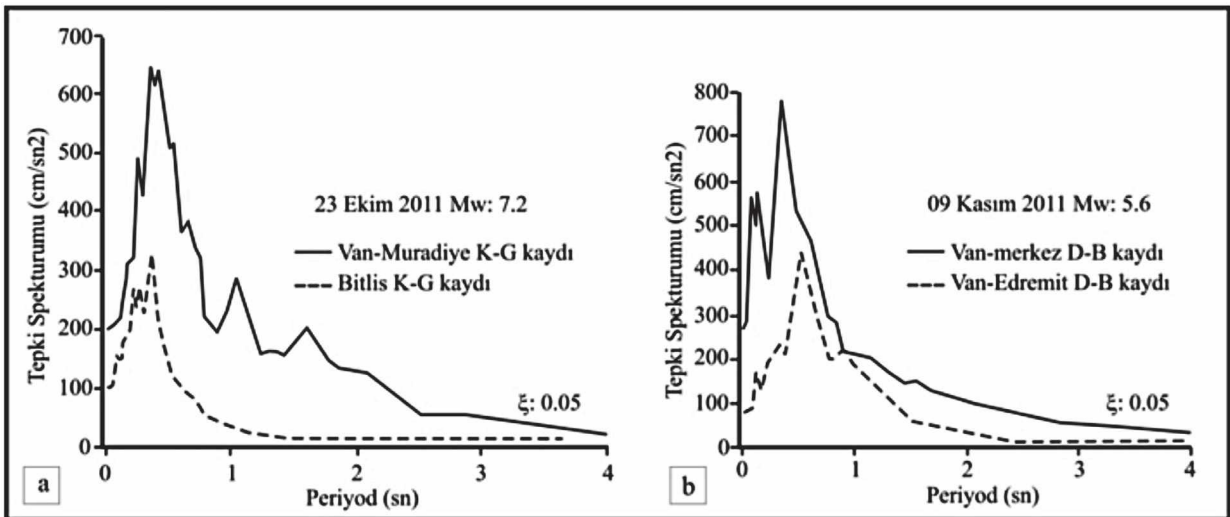 700
600
500
400
300
200
100
0
Tepki Spekturumu (cm/sn2)
23 Ekim 2011 Mw: 7.2
Van-Muradiye K-G kaydı
Bitlis K-G kaydı
ξ: 0.05
0 1 2 3 4
Periyod (sn)
a
800
700
600
500
400
300
200
100
0
Tepki Spekturumu (cm/sn2)
09 Kasım 2011 Mw: 5.6
Van-merkez D-B kaydı
Van-Edremit D-B kaydı
ξ: 0.05
0 1 2 3 4
Periyod (sn)
b